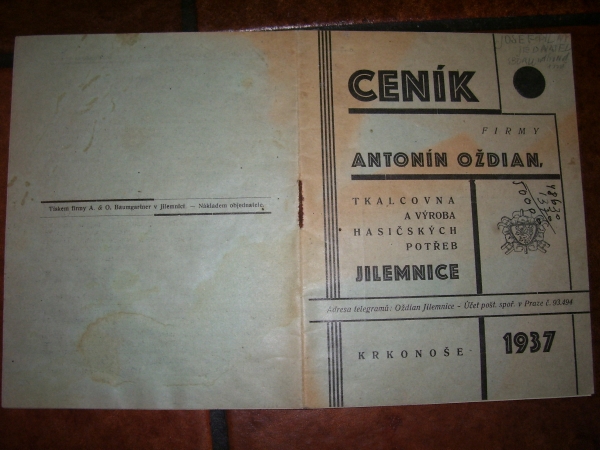 Tiskem firmy A. & O. Baumgartner v Jilemnici. — Nákladem objednatele.
CENÍK
FIRMY
ANTONÍN OŽDIAN,
TKALCOVNA
A VÝROBA
HASIČSKÝCH
POTŘEB
JILEMNICE
Adresa telegramů: Oždian Jilemnice – Účet pošt. spoř. v Praze č. 93.494
KRKONOŠE
1937